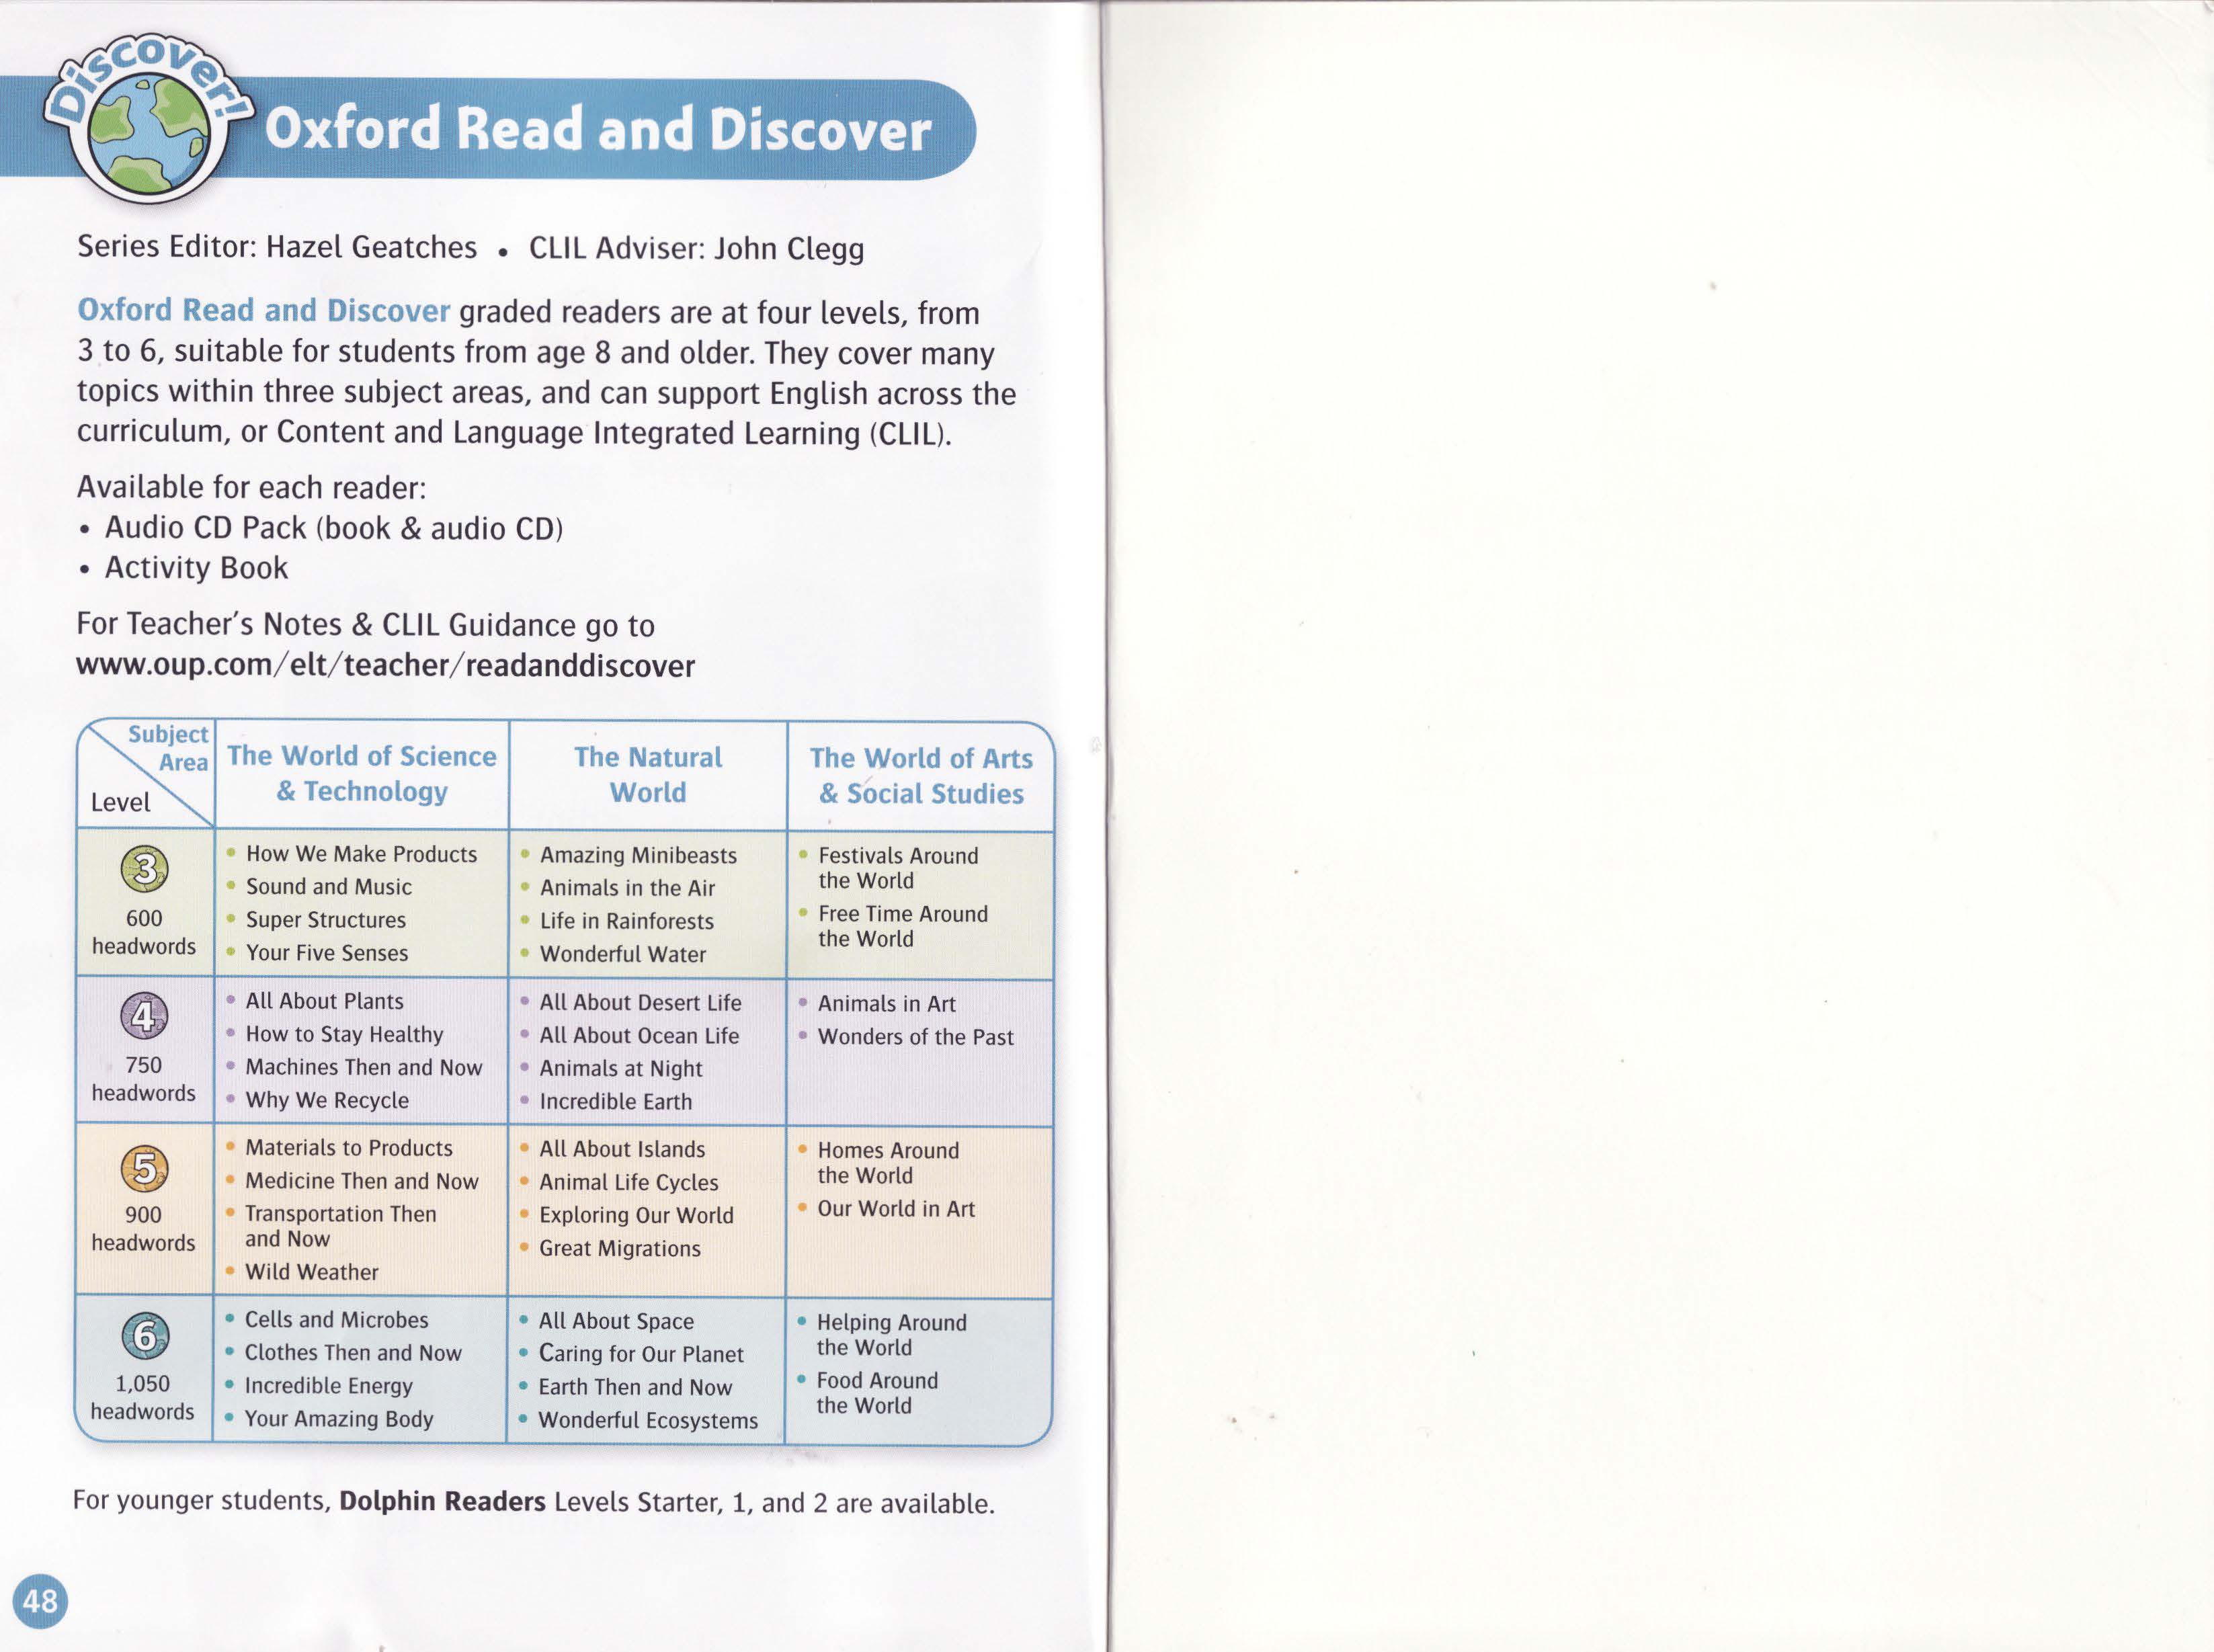 Discover!
Oxford Read and Discover
Series Editor: Hazel Geatches • CLIL Adviser: John Clegg
Oxford Read and Discover graded readers are at four levels, from
3 to 6, suitable for students from age 8 and older. They cover many
topics within three subject areas, and can support English across the
curriculum, or Content and Language Integrated Learning (CLIL).
Available for each reader:
• Audio CD Pack (book & audio CD)
• Activity Book
For Teacher's Notes & CLIL Guidance go to
www.oup.com/elt/teacher/readanddiscover
Subject
Area
Level
The World of Science
& Technology
The Natural
World
The World of Arts
& Social Studies
3
600
headwords
• How We Make Products
• Sound and Music
• Super Structures
• Your Five Senses
• Amazing Minibeasts
• Animals in the Air
• Life in Rainforests
• Wonderful Water
• Festivals Around
the World
• Free Time Around
the World
4
750
headwords
• All About Plants
• How to Stay Healthy
• Machines Then and Now
• Why We Recycle
• All About Desert Life
• All About Ocean Life
• Animals at Night
• Incredible Earth
• Animals in Art
• Wonders of the Past
5
900
headwords
• Materials to Products
• Medicine Then and Now
• Transportation Then
and Now
• Wild Weather
• All About Islands
• Animal Life Cycles
• Exploring Our World
• Great Migrations
• Homes Around
the World
• Our World in Art
6
1,050
headwords
• Cells and Microbes
• Clothes Then and Now
• Incredible Energy
• Your Amazing Body
• All About Space
• Caring for Our Planet
• Earth Then and Now
• Wonderful Ecosystems
• Helping Around
the World
• Food Around
the World
For younger students, Dolphin Readers Levels Starter, 1, and 2 are available.
48